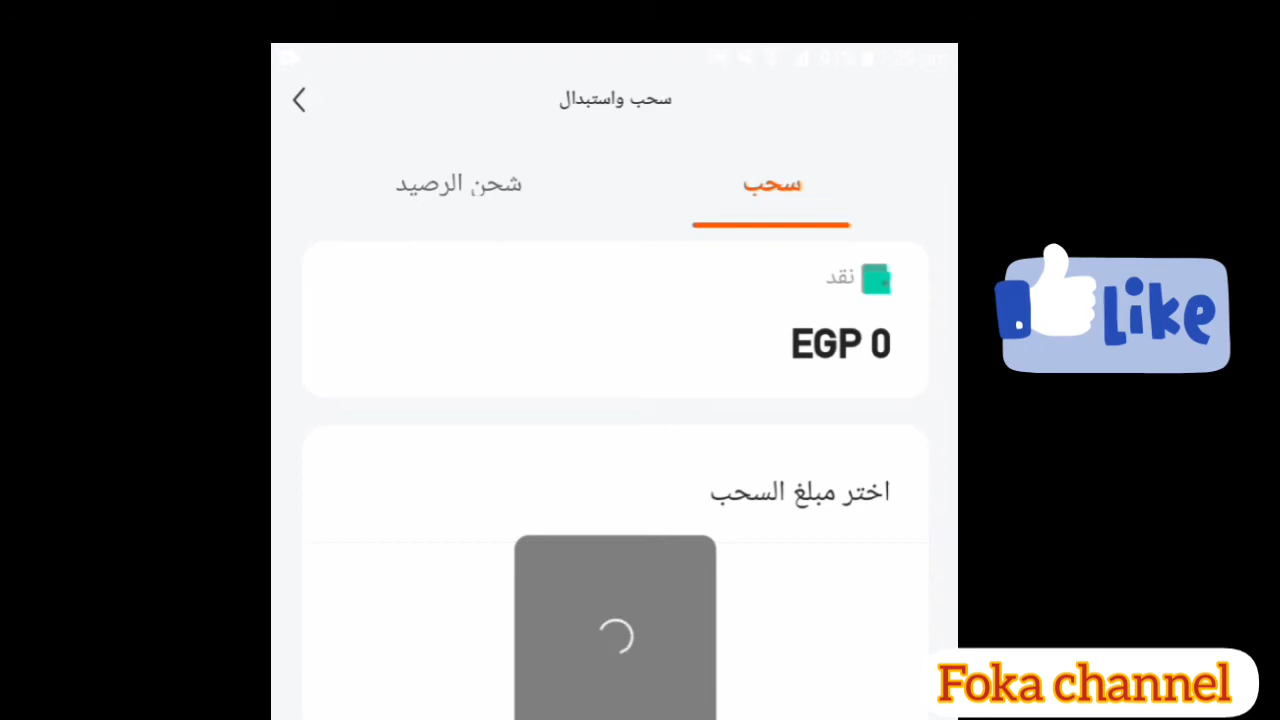 سحب واستبدال
سحب
شحن الرصيد
نقد
EGP 0
اختر مبلغ السحب
Like
Foka channel